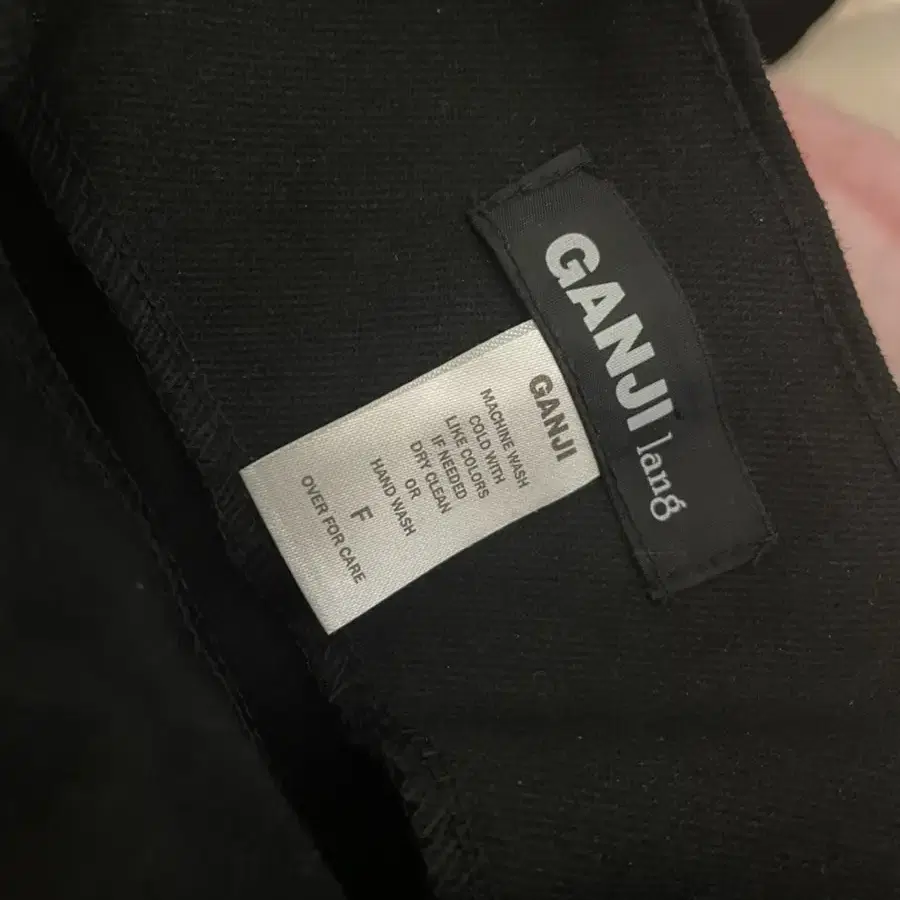 GANJI lang
GANJI
MACHINE WASH
COLD WITH
LIKE COLORS
IF NEEDED
DRY CLEAN
OR
HAND WASH
F
OVER FOR CARE